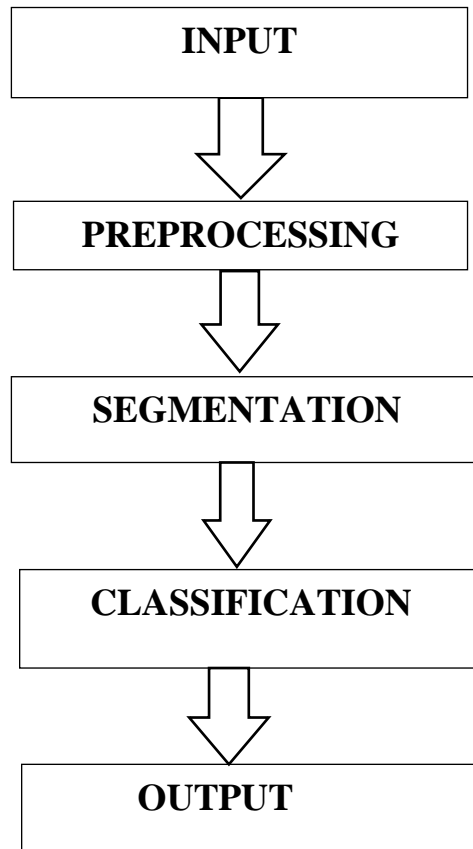 INPUT
PREPROCESSING
SEGMENTATION
CLASSIFICATION
OUTPUT